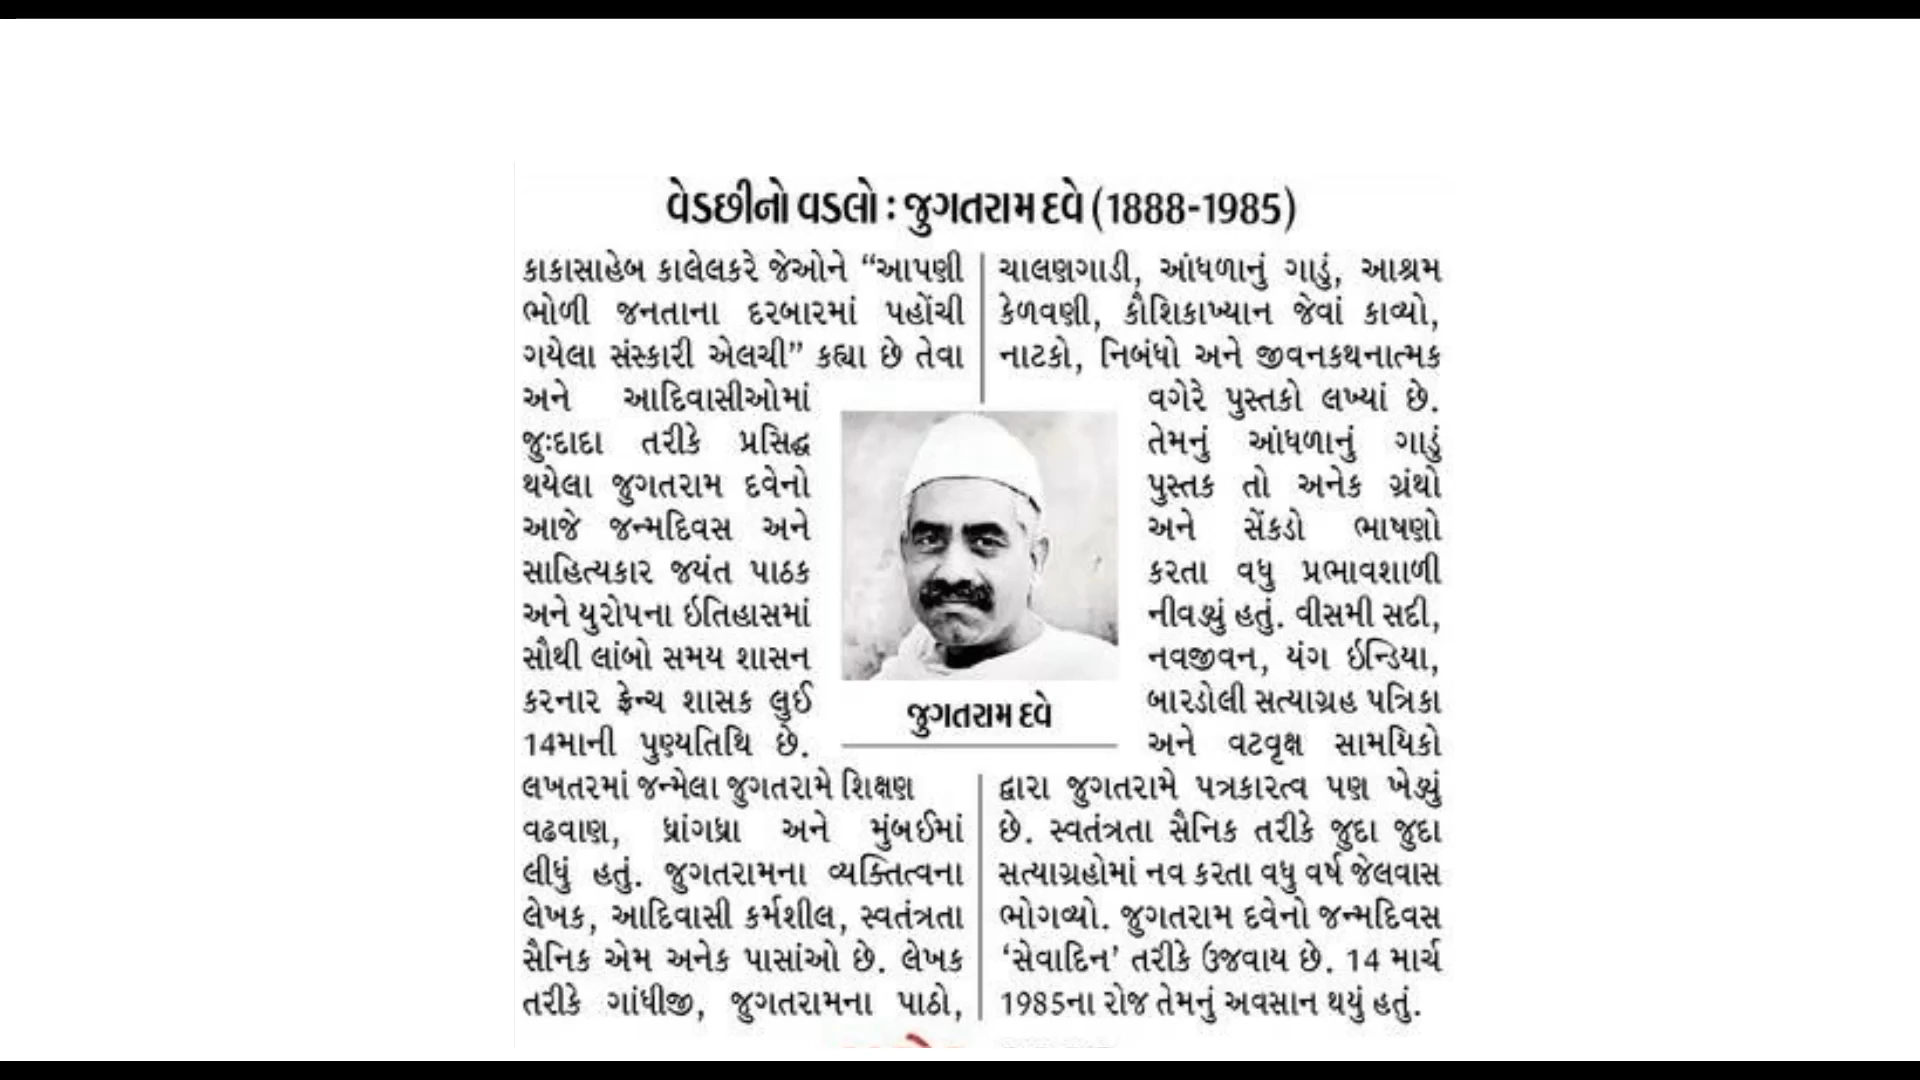 વેડછીનો વડલો : જુગતરામ દવે (1888-1985)
કાકાસાહેબ કાલેલકરે જેઓને “આપણી
ભોળી જનતાના દરબારમાં પહોંચી
ગયેલા સંસ્કારી એલચી” કહ્યા છે તેવા
અને આદિવાસીઓમાં
જુઃદાદા તરીકે પ્રસિદ્ધ
થયેલા જુગતરામ દવેનો
આજે જન્મદિવસ અને
સાહિત્યકાર જયંત પાઠક
અને યુરોપના ઇતિહાસમાં
સૌથી લાંબો સમય શાસન
કરનાર ફ્રેન્ચ શાસક લુઈ
14માની પુણ્યતિથિ છે.
લખતરમાં જન્મેલા જુગતરામે શિક્ષણ
વઢવાણ, ધ્રાંગધ્રા અને મુંબઈમાં
લીધું હતું. જુગતરામના વ્યક્તિત્વના
લેખક, આદિવાસી કર્મશીલ, સ્વતંત્રતા
સૈનિક એમ અનેક પાસાંઓ છે. લેખક
તરીકે ગાંધીજી, જુગતરામના પાઠો,
જુગતરામ દવે
ચાલણગાડી, આંધળાનું ગાડું, આશ્રમ
કેળવણી, કૌશિકાખ્યાન જેવાં કાવ્યો,
નાટકો, નિબંધો અને જીવનકથનાત્મક
વગેરે પુસ્તકો લખ્યાં છે.
તેમનું આંધળાનું ગાડું
પુસ્તક તો અનેક ગ્રંથો
અને સેંકડો ભાષણો
કરતા વધુ પ્રભાવશાળી
નીવડ્યું હતું. વીસમી સદી,
નવજીવન, યંગ ઇન્ડિયા,
બારડોલી સત્યાગ્રહ પત્રિકા
અને વટવૃક્ષ સામયિકો
દ્વારા જુગતરામે પત્રકારત્વ પણ ખેડ્યું
છે. સ્વતંત્રતા સૈનિક તરીકે જુદા જુદા
સત્યાગ્રહોમાં નવ કરતા વધુ વર્ષ જેલવાસ
ભોગવ્યો. જુગતરામ દવેનો જન્મદિવસ
‘સેવાદિન’ તરીકે ઉજવાય છે. 14 માર્ચ
1985ના રોજ તેમનું અવસાન થયું હતું.